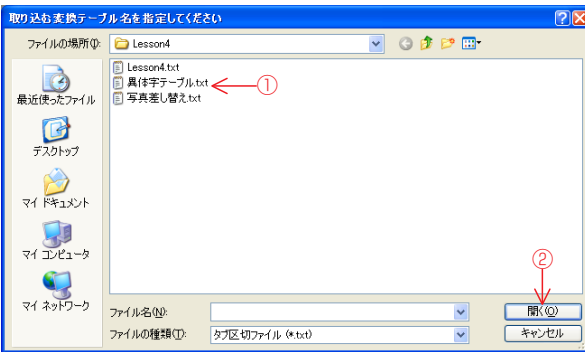 取り込む変換テーブル名を指定してください
ファイルの場所(I):
Lesson4
Lesson4.txt
異体字テーブル.txt
①
写真差し替え.txt
最近使ったファイル
デスクトップ
マイ ドキュメント
マイ コンピュータ
マイ ネットワーク
②
ファイル名(N):
開く(O)
ファイルの種類(T):
タブ区切ファイル (*.txt)
キャンセル